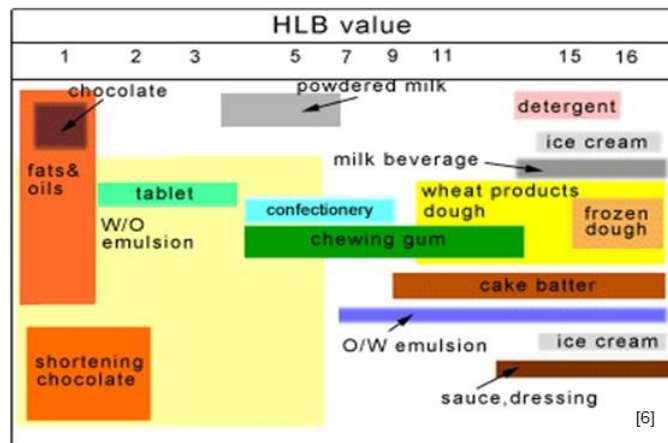 HLB value
1 2 3 5 7 9 11 15 16
chocolate
powdered milk
detergent
ice cream
milk beverage
fats&
oils
tablet
wheat products
dough
W/O
emulsion
confectionery
frozen
dough
chewing gum
cake batter
O/W emulsion
ice cream
shortening
chocolate
sauce,dressing
[6]